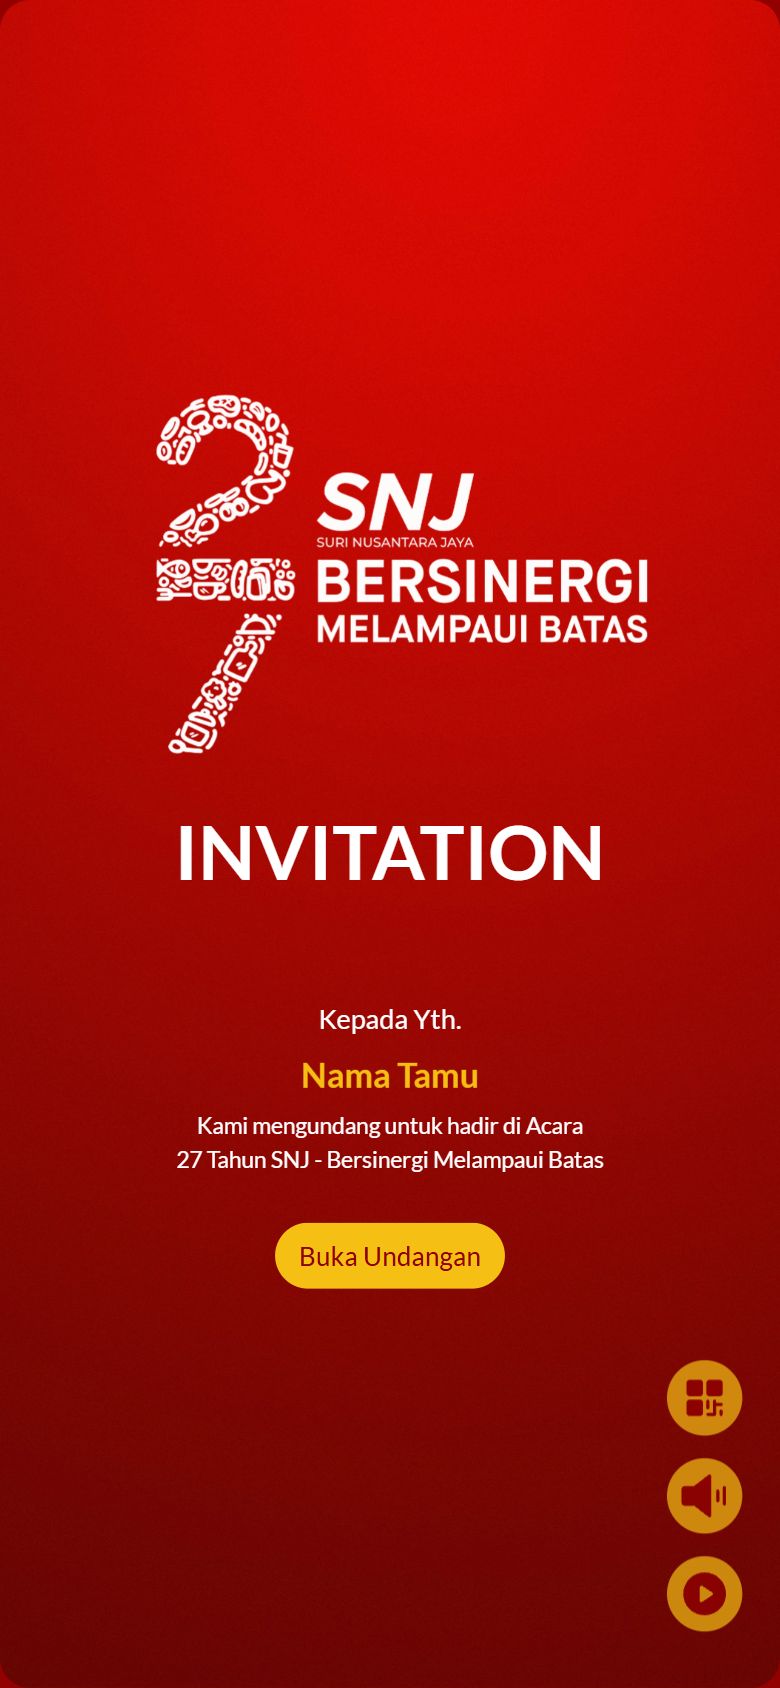 27
SNJ
SURI NUSANTARA JAYA
BERSINERGI
MELAMPAUI BATAS
INVITATION
Kepada Yth.
Nama Tamu
Kami mengundang untuk hadir di Acara
27 Tahun SNJ - Bersinergi Melampaui Batas
Buka Undangan